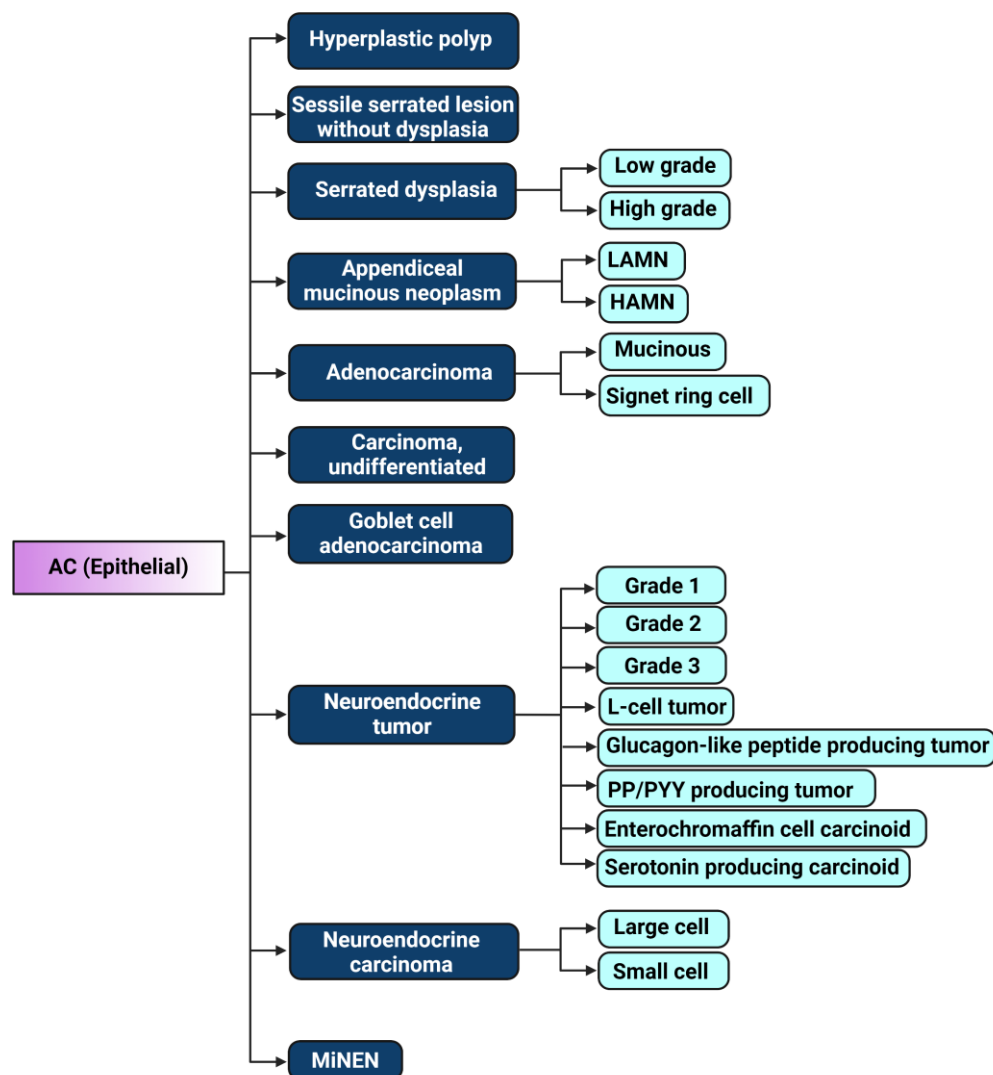 Hyperplastic polyp
Sessile serrated lesion
without dysplasia
Serrated dysplasia
Low grade
High grade
Appendiceal
mucinous neoplasm
LAMN
HAMN
Adenocarcinoma
Mucinous
Signet ring cell
Carcinoma,
undifferentiated
Goblet cell
adenocarcinoma
AC (Epithelial)
Neuroendocrine
tumor
Grade 1
Grade 2
Grade 3
L-cell tumor
Glucagon-like peptide producing tumor
PP/PYY producing tumor
Enterochromaffin cell carcinoid
Serotonin producing carcinoid
Neuroendocrine
carcinoma
Large cell
Small cell
MiNEN